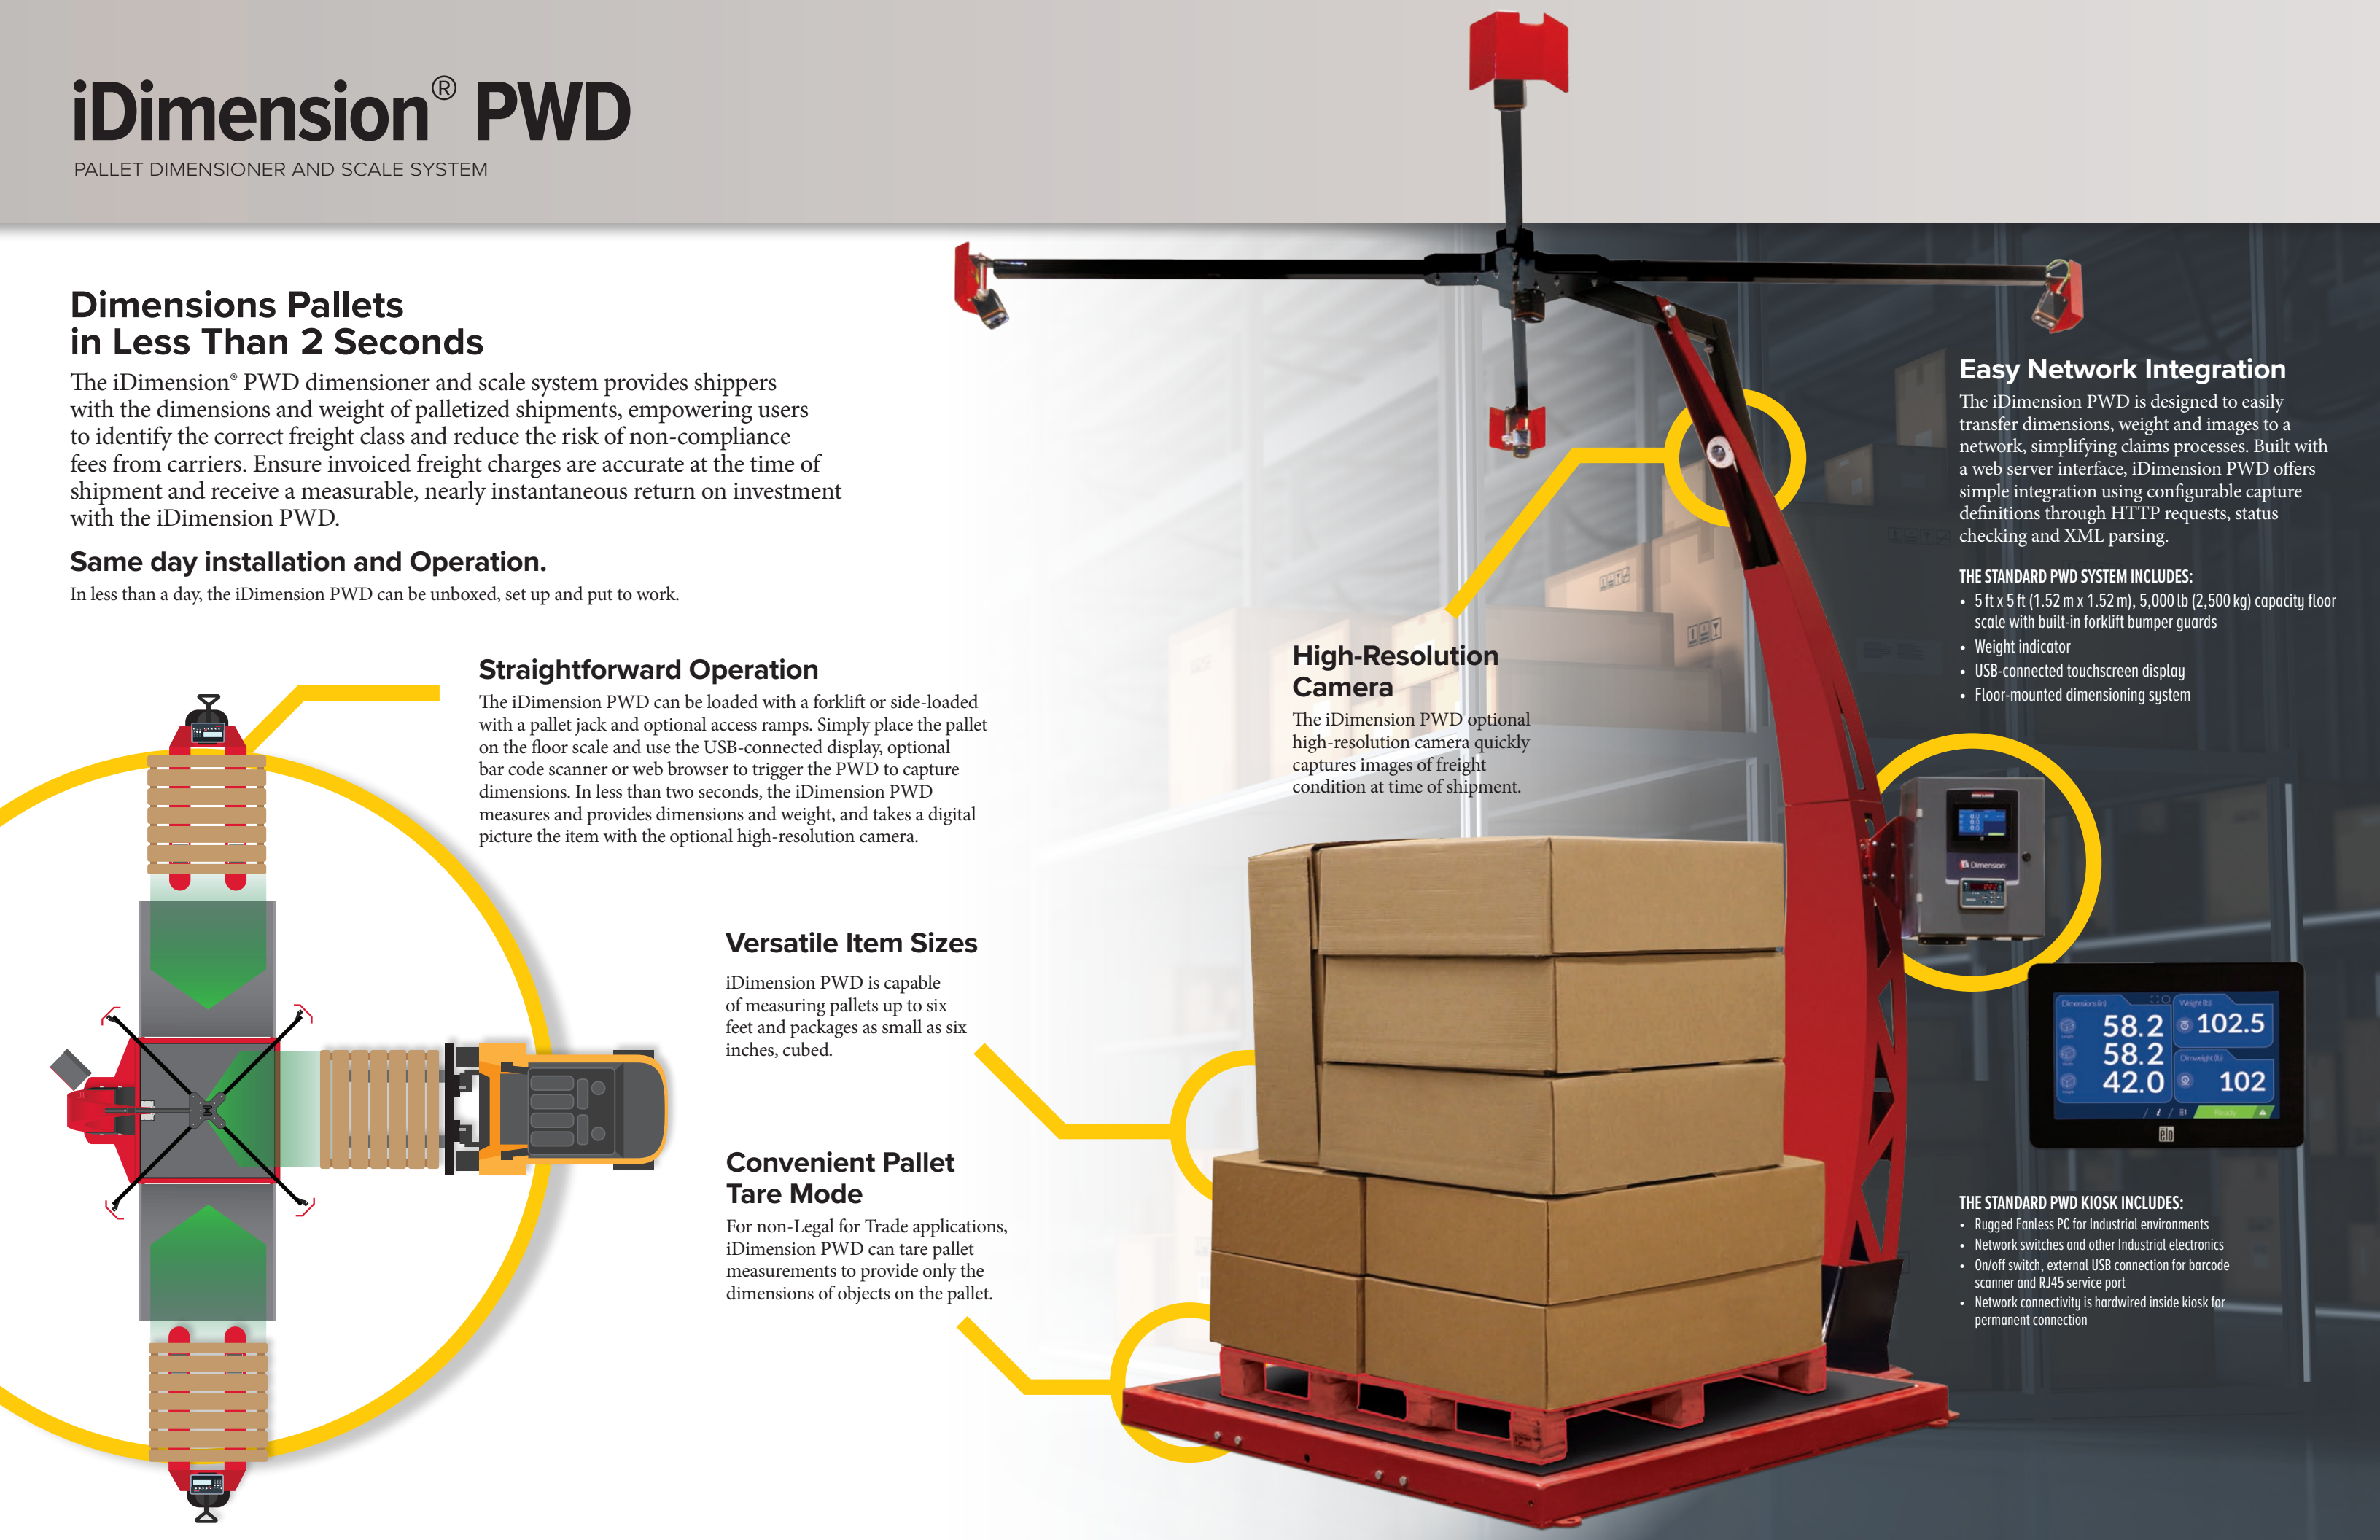 iDimension® PWD
PALLET DIMENSIONER AND SCALE SYSTEM
Dimensions Pallets
in Less Than 2 Seconds
The iDimension® PWD dimensioner and scale system provides shippers
with the dimensions and weight of palletized shipments, empowering users
to identify the correct freight class and reduce the risk of non-compliance
fees from carriers. Ensure invoiced freight charges are accurate at the time of
shipment and receive a measurable, nearly instantaneous return on investment
with the iDimension PWD.
Same day installation and Operation.
In less than a day, the iDimension PWD can be unboxed, set up and put to work.
Straightforward Operation
The iDimension PWD can be loaded with a forklift or side-loaded
with a pallet jack and optional access ramps. Simply place the pallet
on the floor scale and use the USB-connected display, optional
bar code scanner or web browser to trigger the PWD to capture
dimensions. In less than two seconds, the iDimension PWD
measures and provides dimensions and weight, and takes a digital
picture the item with the optional high-resolution camera.
Versatile Item Sizes
iDimension PWD is capable
of measuring pallets up to six
feet and packages as small as six
inches, cubed.
Convenient Pallet
Tare Mode
For non-Legal for Trade applications,
iDimension PWD can tare pallet
measurements to provide only the
dimensions of objects on the pallet.
High-Resolution
Camera
The iDimension PWD optional
high-resolution camera quickly
captures images of freight
condition at time of shipment.
Easy Network Integration
The iDimension PWD is designed to easily
transfer dimensions, weight and images to a
network, simplifying claims processes. Built with
a web server interface, iDimension PWD offers
simple integration using configurable capture
definitions through HTTP requests, status
checking and XML parsing.
THE STANDARD PWD SYSTEM INCLUDES:
• 5 ft x 5 ft (1.52 m x 1.52 m), 5,000 lb (2,500 kg) capacity floor
scale with built-in forklift bumper guards
• Weight indicator
• USB-connected touchscreen display
• Floor-mounted dimensioning system
iDimension
Dimensions (in)
58.2
58.2
42.0
Weight (lb)
102.5
Dimweight (lb)
102
Ready
elo
THE STANDARD PWD KIOSK INCLUDES:
• Rugged Fanless PC for Industrial environments
• Network switches and other Industrial electronics
• On/off switch, external USB connection for barcode
scanner and RJ45 service port
• Network connectivity is hardwired inside kiosk for
permanent connection